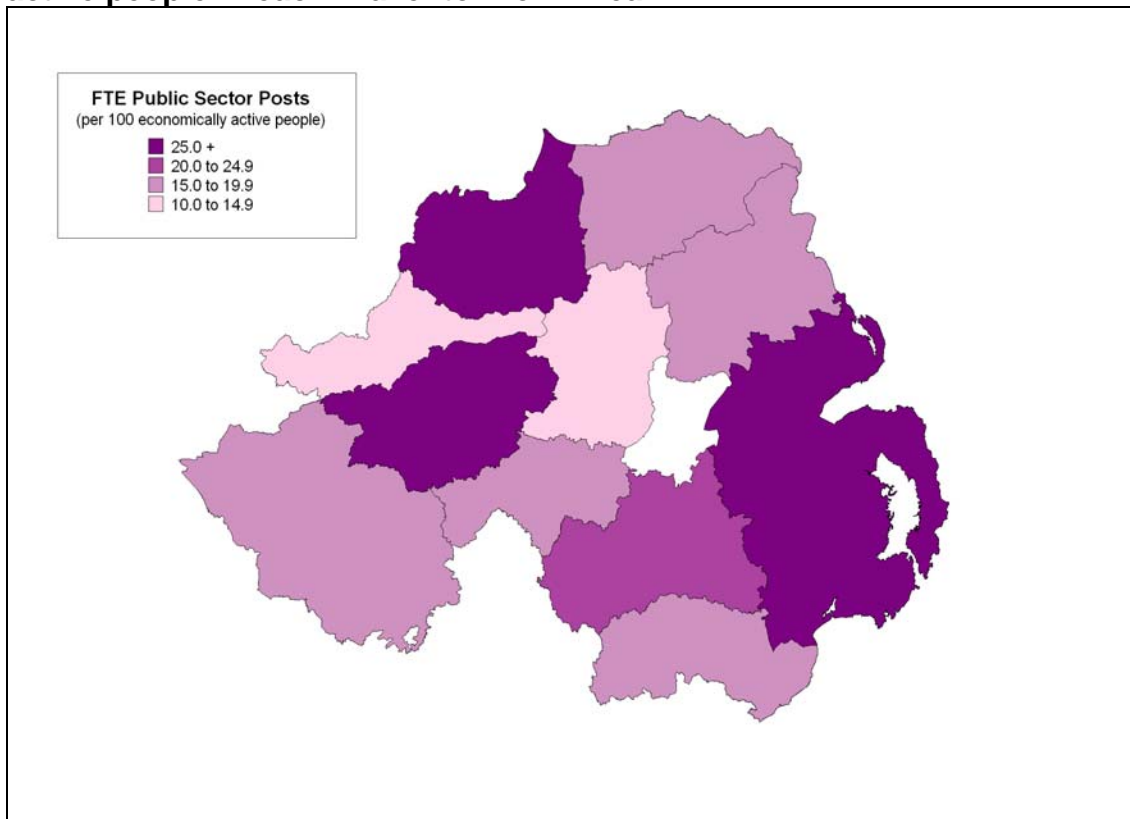 FTE Public Sector Posts
(per 100 economically active people)
25.0 +
20.0 to 24.9
15.0 to 19.9
10.0 to 14.9